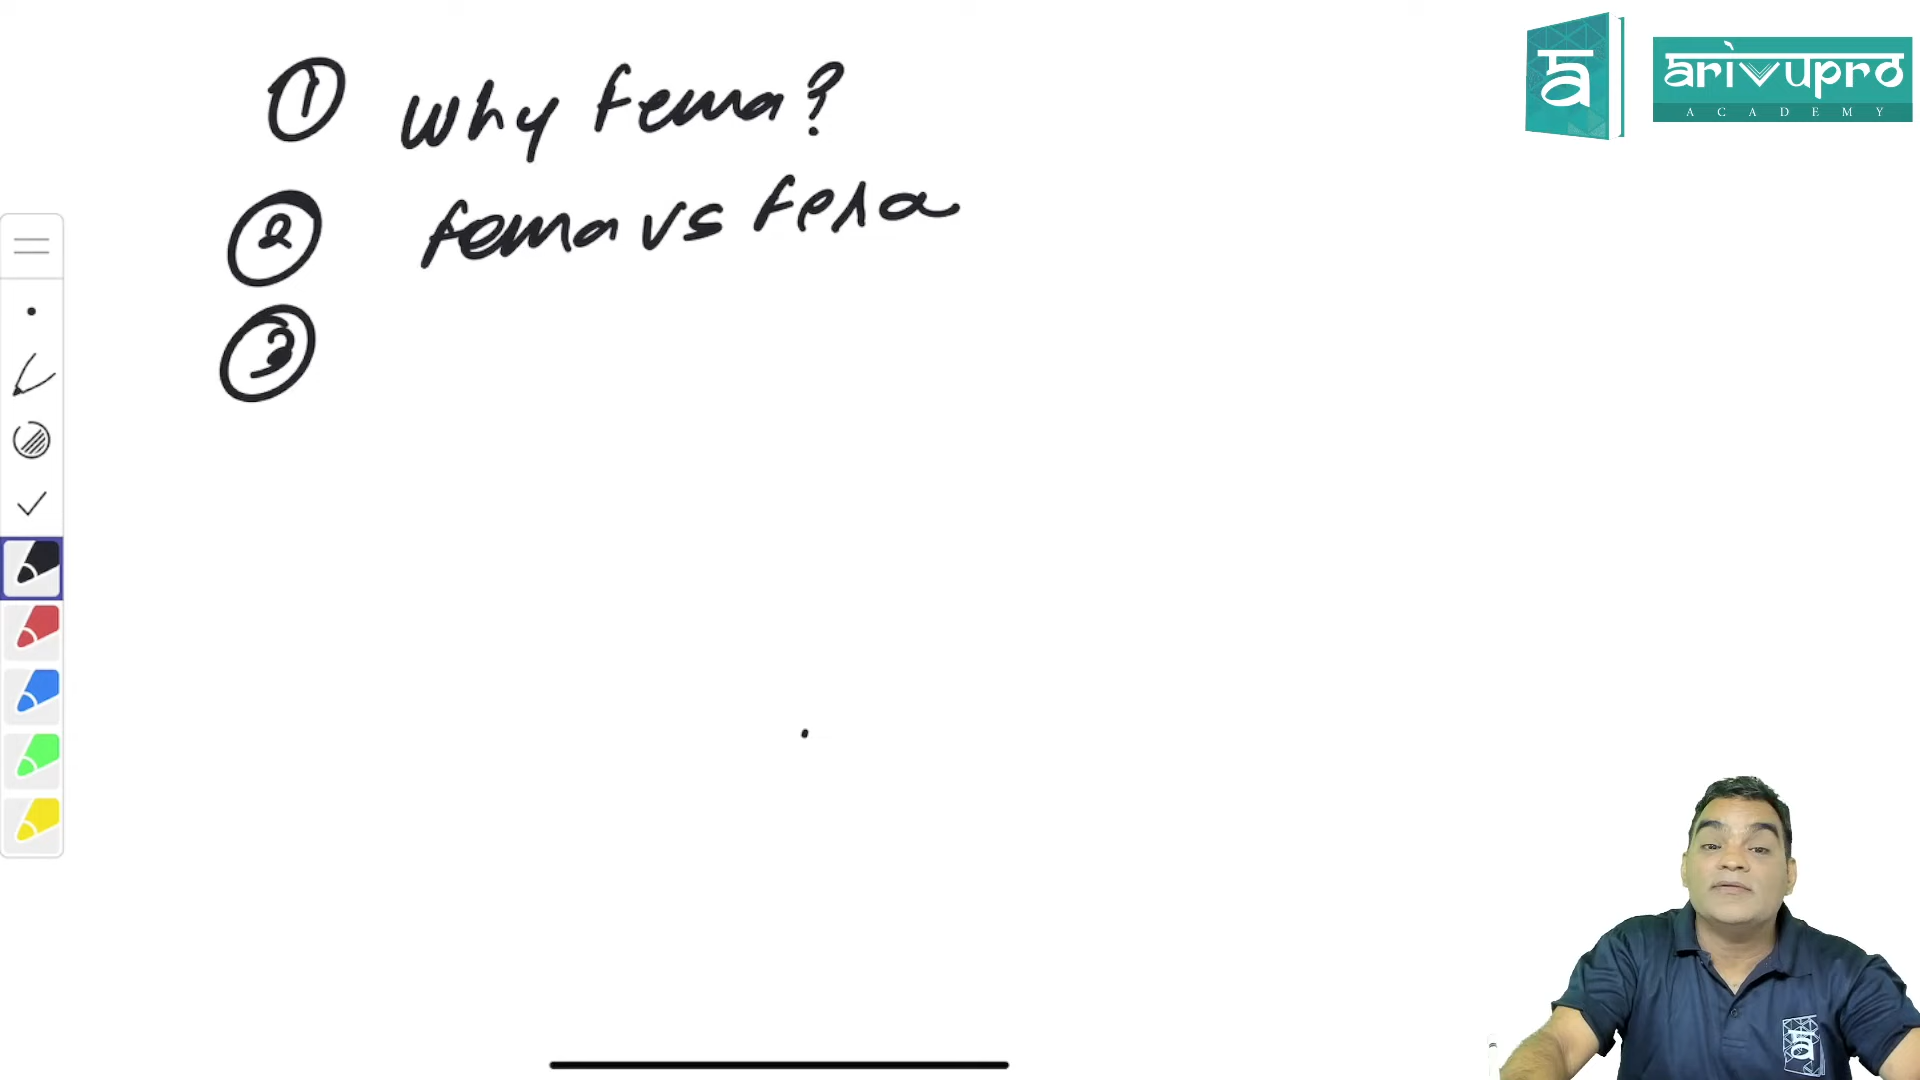 ① Why fema?
② fema vs fera
③
ā
arivupro
ACADEMY
ā